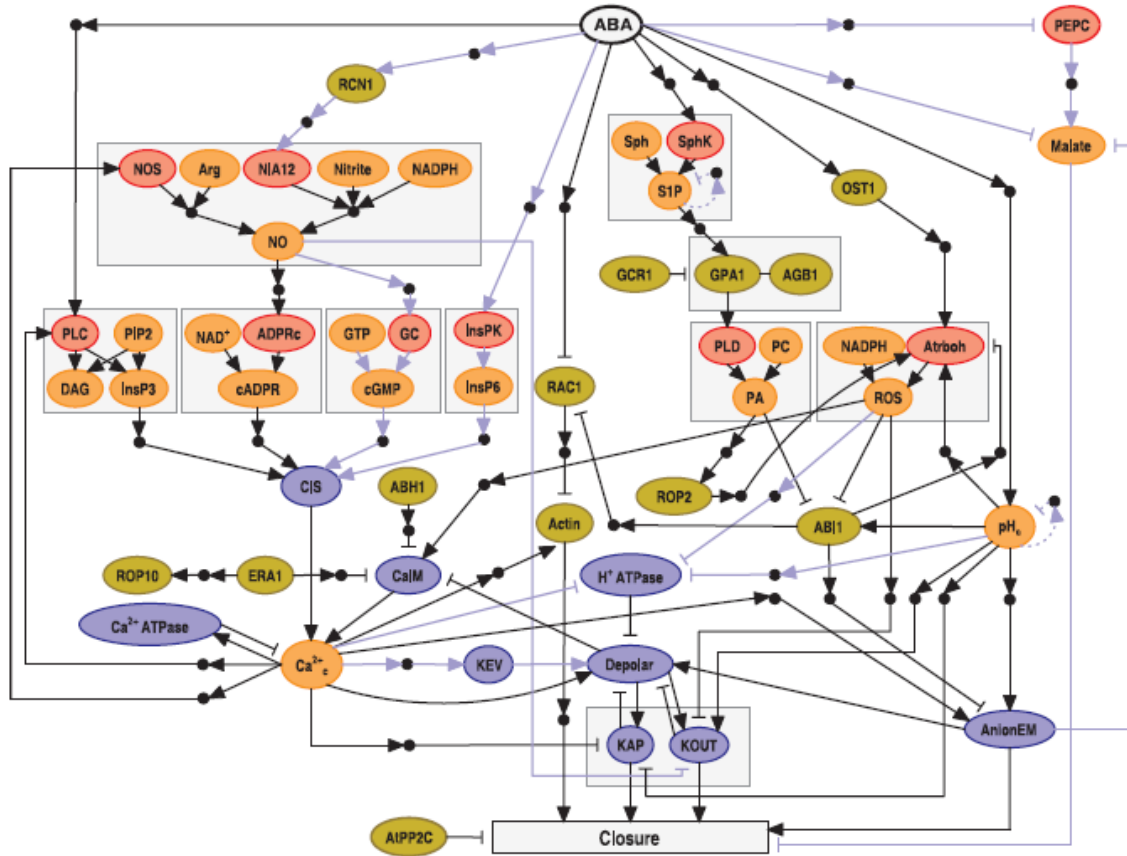 ABA
PEPC
RCN1
Sph
SphK
Malate
NOS
Arg
NIA12
Nitrite
NADPH
S1P
OST1
NO
GCR1
GPA1
AGB1
PLC
PIP2
NAD+
ADPRc
GTP
GC
InsPK
PLD
PC
NADPH
Atrboh
DAG
InsP3
cADPR
cGMP
InsP6
RAC1
PA
ROS
CIS
ABH1
ROP2
Actin
ABI1
pHc
ROP10
ERA1
CaIM
H+ ATPase
Ca2+ ATPase
Ca2+c
KEV
Depolar
KAP
KOUT
AnionEM
AtPP2C
Closure